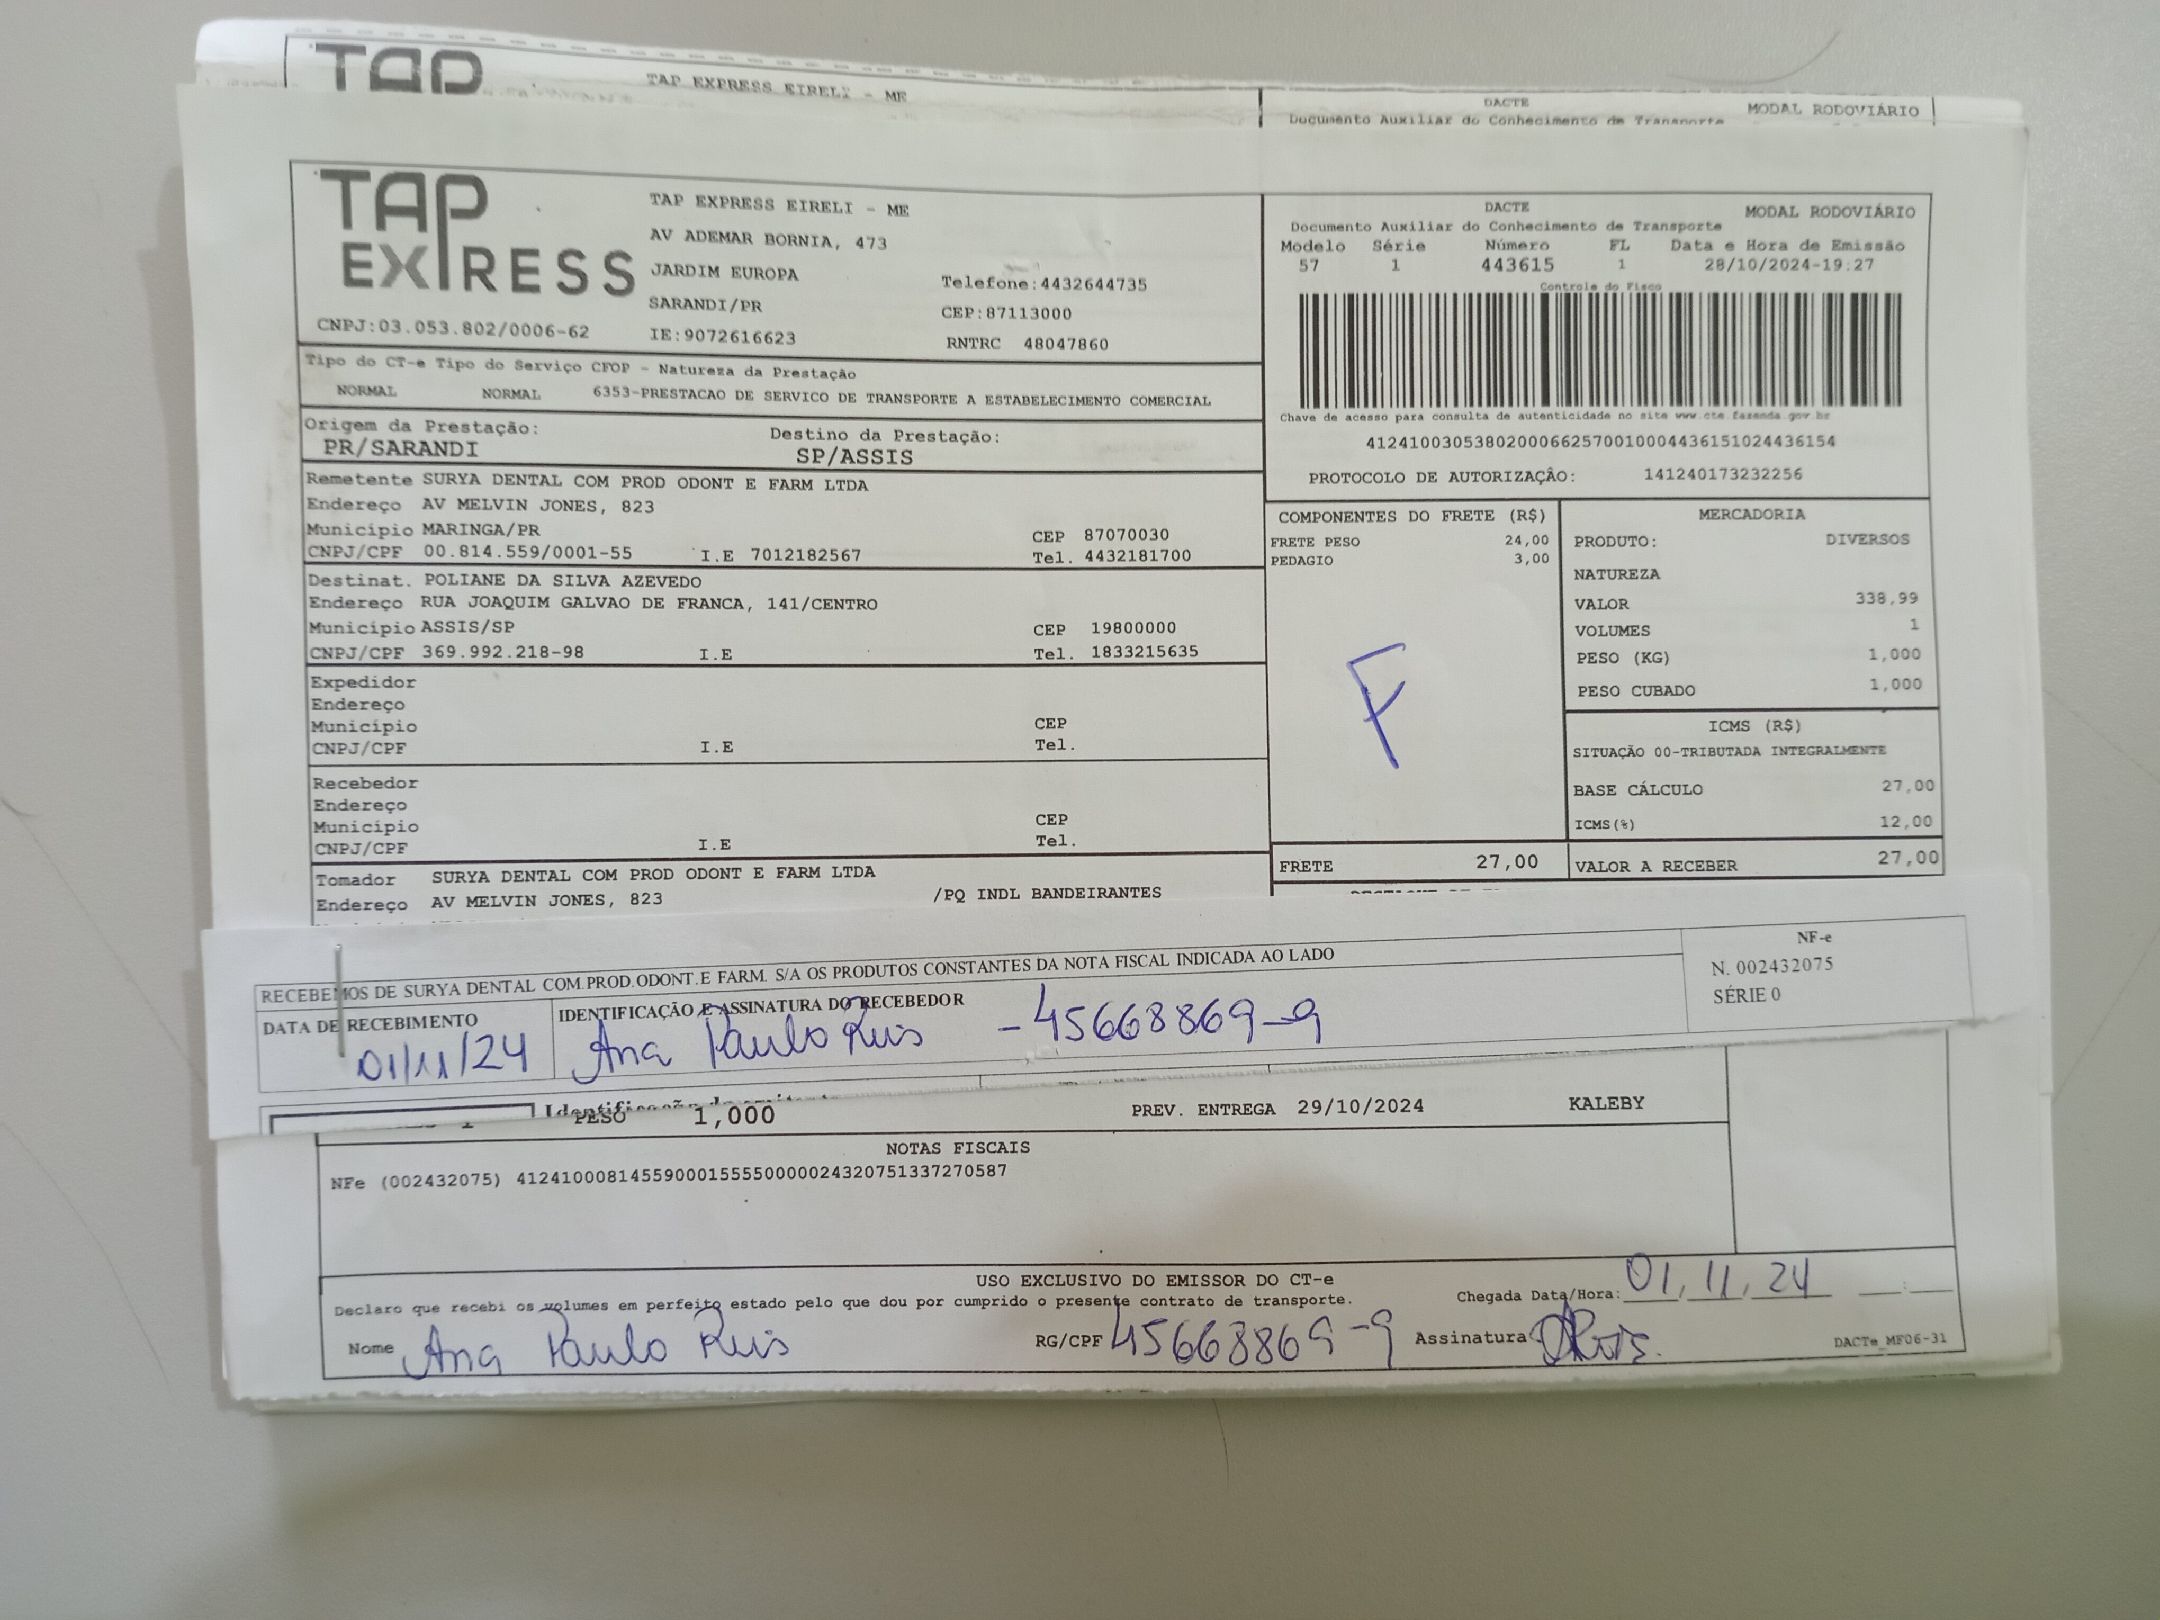 TAP
TAP EXPRESS EIRELI - ME
DACTE
Documento Auxiliar do Conhecimento de Transporte
MODAL RODOVIÁRIO
TAP EXPRESS
CNPJ:03.053.802/0006-62
TAP EXPRESS EIRELI - ME
AV ADEMAR BORNIA, 473
JARDIM EUROPA
SARANDI/PR
IE:9072616623
Telefone:4432644735
CEP:87113000
RNTRC 48047860
DACTE
MODAL RODOVIÁRIO
Documento Auxiliar do Conhecimento de Transporte
Modelo Série Número FL Data e Hora de Emissão
57 1 443615 1 28/10/2024-19:27
Controle do Fisco
Chave de acesso para consulta de autenticidade no site www.cte.fazenda.gov.br
41241003053802000662570010004436151024436154
PROTOCOLO DE AUTORIZAÇÂO: 141240173232256
Tipo do CT-e Tipo do Serviço CFOP - Natureza da Prestação
NORMAL NORMAL 6353-PRESTACAO DE SERVICO DE TRANSPORTE A ESTABELECIMENTO COMERCIAL
Origem da Prestação: Destino da Prestação:
PR/SARANDI SP/ASSIS
Remetente SURYA DENTAL COM PROD ODONT E FARM LTDA
Endereço AV MELVIN JONES, 823
Município MARINGA/PR CEP 87070030
CNPJ/CPF 00.814.559/0001-55 I.E 7012182567 Tel. 4432181700
Destinat. POLIANE DA SILVA AZEVEDO
Endereço RUA JOAQUIM GALVAO DE FRANCA, 141/CENTRO
Município ASSIS/SP CEP 19800000
CNPJ/CPF 369.992.218-98 I.E Tel. 1833215635
Expedidor
Endereço
Município CEP
CNPJ/CPF I.E Tel.
Recebedor
Endereço
Município CEP
CNPJ/CPF I.E Tel.
Tomador SURYA DENTAL COM PROD ODONT E FARM LTDA
Endereço AV MELVIN JONES, 823 /PQ INDL BANDEIRANTES
COMPONENTES DO FRETE (R$)
FRETE PESO 24,00
PEDAGIO 3,00
F
FRETE 27,00
MERCADORIA
PRODUTO: DIVERSOS
NATUREZA
VALOR 338,99
VOLUMES 1
PESO (KG) 1,000
PESO CUBADO 1,000
ICMS (R$)
SITUAÇÃO 00-TRIBUTADA INTEGRALMENTE
BASE CÁLCULO 27,00
ICMS(%) 12,00
VALOR A RECEBER 27,00
RECEBEMOS DE SURYA DENTAL COM.PROD.ODONT.E FARM. S/A OS PRODUTOS CONSTANTES DA NOTA FISCAL INDICADA AO LADO
NF-e
N. 002432075
SÉRIE 0
DATA DE RECEBIMENTO IDENTIFICAÇÃO E ASSINATURA DO RECEBEDOR
01/11/24 Ana Paula Ruis - 45668869-9
PESO 1,000 PREV. ENTREGA 29/10/2024 KALEBY
NOTAS FISCAIS
NFe (002432075) 41241000814559000155550000024320751337270587
USO EXCLUSIVO DO EMISSOR DO CT-e
Declaro que recebi os volumes em perfeito estado pelo que dou por cumprido o presente contrato de transporte.
Chegada Data/Hora: 01, 11, 24
Nome Ana Paula Ruis RG/CPF 45668869-9 Assinatura
DACTe_MF06-31